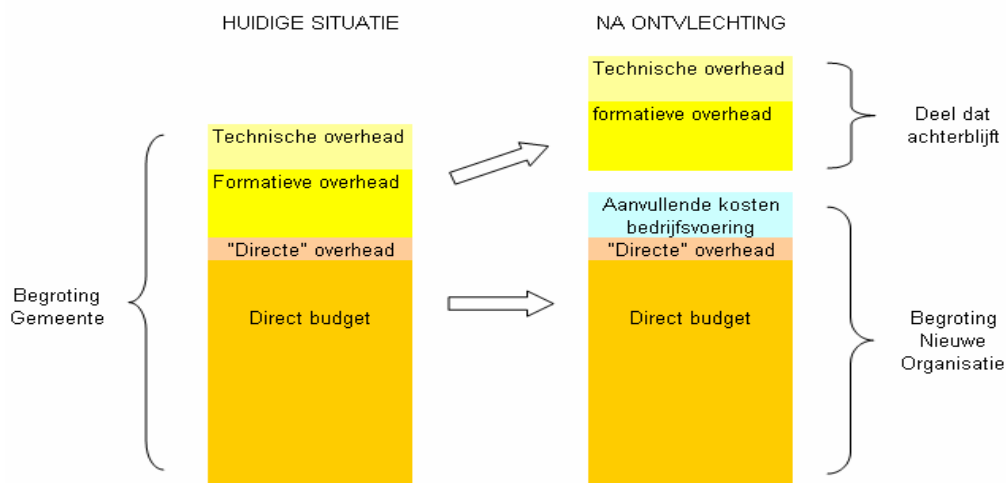 HUIDIGE SITUATIE
NA ONTVLECHTING
Technische overhead
Formatieve overhead
"Directe" overhead
Direct budget
Begroting
Gemeente
Technische overhead
formatieve overhead
Aanvullende kosten
bedrijfsvoering
"Directe" overhead
Direct budget
Deel dat
achterblijft
Begroting
Nieuwe
Organisatie